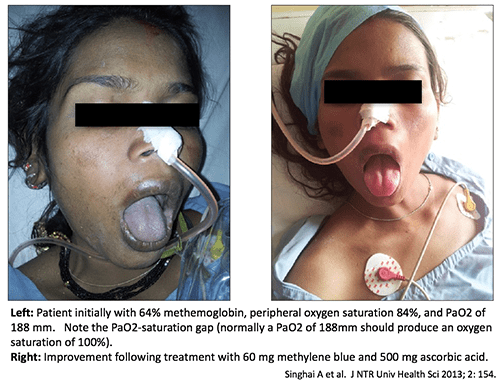 Left: Patient initially with 64% methemoglobin, peripheral oxygen saturation 84%, and PaO2 of
188 mm. Note the PaO2-saturation gap (normally a PaO2 of 188mm should produce an oxygen
saturation of 100%).
Right: Improvement following treatment with 60 mg methylene blue and 500 mg ascorbic acid.
Singhai A et al. J NTR Univ Health Sci 2013; 2: 154.